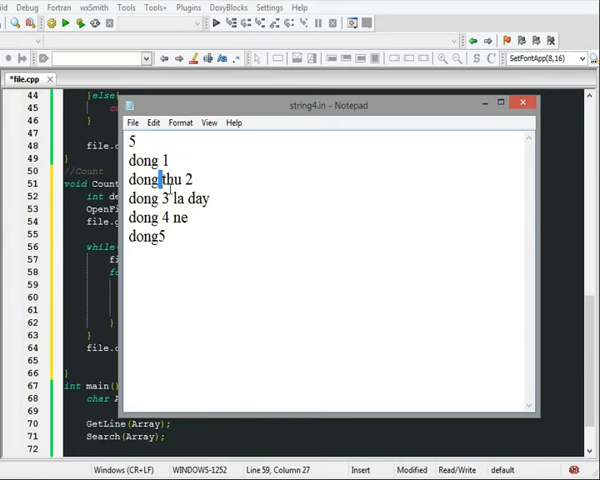 ild Fortran wxSmith Tools Tools+ Plugins DoxyBlocks Settings Help
SetFontApp(8,16)
*file.cpp
string4.in - Notepad
File Edit Format View Help
5
dong 1
dong thu 2
dong 3 la day
dong 4 ne
dong5
44 }else{
45 co
46 }
47
48 file.c
49 }
50 //Count
51 void Count
52 int de
53 OpenFi
54 file.g
55
56 while(
57 fi
58 fo
59
60
61
62 }
63 }
64 file.c
65
66 }
67 int main()
68 char A
69
70 GetLine(Array);
71 Search(Array);
72
Windows (CR+LF) WINDOWS-1252 Line 59, Column 27 Insert Modified Read/Write default